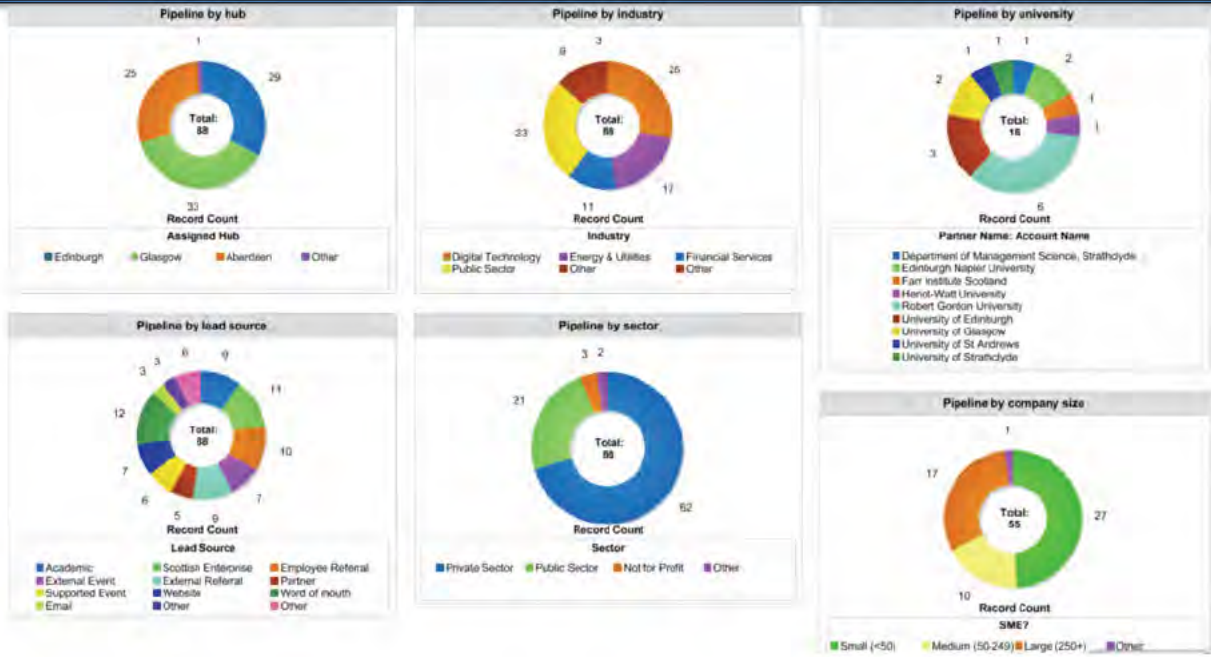 Pipeline by hub
1
25
29
Total:
88
33
Record Count
Assigned Hub
Edinburgh Glasgow Aberdeen Other
Pipeline by industry
3
9
26
Total:
23
17
11
Record Count
Industry
Digital Technology Energy & Utilities Financial Services
Public Sector Other Other
Pipeline by university
1 1
1
2
2
1
Total:
1
3
6
Record Count
Partner Name: Account Name
Department of Management Science, Strathclyde
Edinburgh Napier University
Farr Institute Scotland
Heriot-Watt University
Robert Gordon University
University of Edinburgh
University of Glasgow
University of St Andrews
University of Strathclyde
Pipeline by lead source
6 9
3
3
11
12
Total:
88
10
7
7
6
5 9
Record Count
Lead Source
Academic Scottish Enterprise Employee Referral
External Event External Referral Partner
Supported Event Website Word of mouth
Email Other Other
Pipeline by sector
3 2
21
Total:
88
62
Record Count
Sector
Private Sector Public Sector Not for Profit Other
Pipeline by company size
1
17
27
Total:
55
10
Record Count
SME?
Small (<50) Medium (50-249) Large (250+) Other